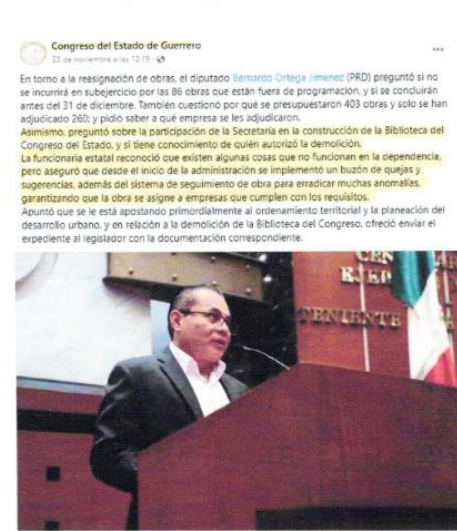 Congreso del Estado de Guerrero
23 de noviembre a las 12:19 ·
En torno a la reasignación de obras, el diputado Bernardo Ortega Jimenez (PRD) preguntó si no
se incurrirá en subejercicio por las 86 obras que están fuera de programación, y si se concluirán
antes del 31 de diciembre. También cuestionó por qué se presupuestaron 403 obras y solo se han
adjudicado 260; y pidió saber a qué empresa se les adjudicaron.
Asimismo, preguntó sobre la participación de la Secretaría en la construcción de la Biblioteca del
Congreso del Estado, y si tiene conocimiento de quién autorizó la demolición.
La funcionaria estatal reconoció que existen algunas cosas que no funcionan en la dependencia,
pero aseguró que desde el inicio de la administración se implementó un buzón de quejas y
sugerencias, además del sistema de seguimiento de obra para erradicar muchas anomalías,
garantizando que la obra se asigne a empresas que cumplen con los requisitos.
Apuntó que se le está apostando primordialmente al ordenamiento territorial y la planeación del
desarrollo urbano, y en relación a la demolición de la Biblioteca del Congreso, ofreció enviar el
expediente al legislador con la documentación correspondiente.
TENIENTE